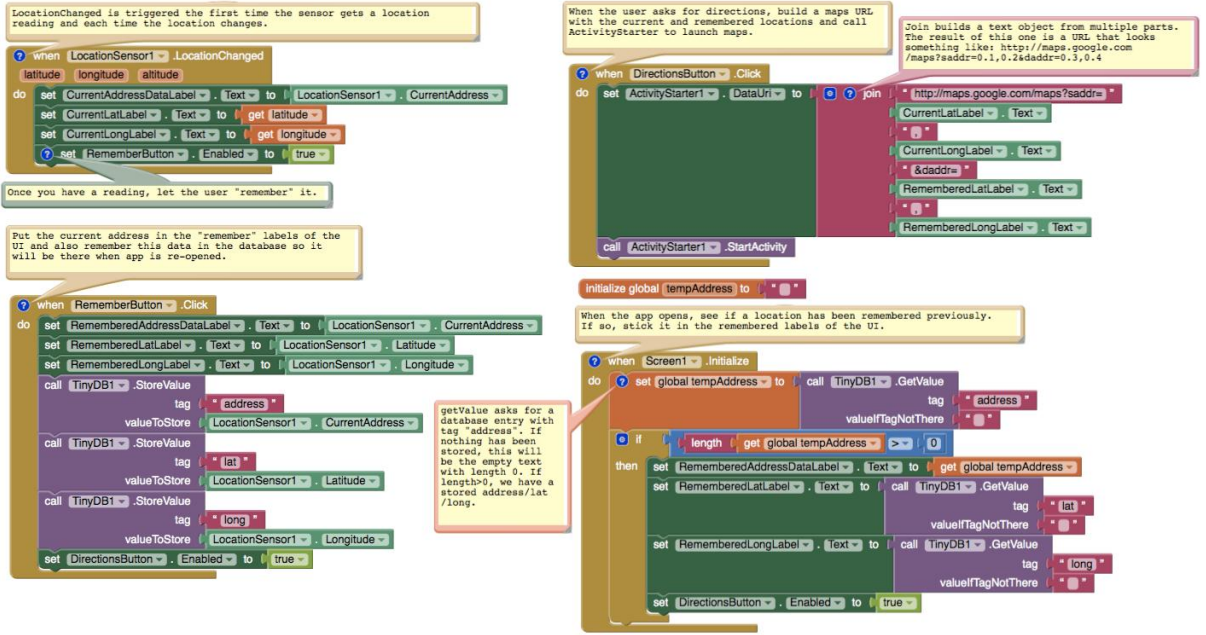 LocationChanged is triggered the first time the sensor gets a location
reading and each time the location changes.
when LocationSensor1 .LocationChanged
latitude longitude altitude
do set CurrentAddressDataLabel . Text to LocationSensor1 . CurrentAddress
set CurrentLatLabel . Text to get latitude
set CurrentLongLabel . Text to get longitude
set RememberButton . Enabled to true
Once you have a reading, let the user "remember" it.
Put the current address in the "remember" labels of the
UI and also remember this data in the database so it
will be there when app is re-opened.
when RememberButton .Click
do set RememberedAddressDataLabel . Text to LocationSensor1 . CurrentAddress
set RememberedLatLabel . Text to LocationSensor1 . Latitude
set RememberedLongLabel . Text to LocationSensor1 . Longitude
call TinyDB1 .StoreValue
tag " address "
valueToStore LocationSensor1 . CurrentAddress
call TinyDB1 .StoreValue
tag " lat "
valueToStore LocationSensor1 . Latitude
call TinyDB1 .StoreValue
tag " long "
valueToStore LocationSensor1 . Longitude
set DirectionsButton . Enabled to true
When the user asks for directions, build a maps URL
with the current and remembered locations and call
ActivityStarter to launch maps.
Join builds a text object from multiple parts.
The result of this one is a URL that looks
something like: http://maps.google.com
/maps?saddr=0.1,0.2&daddr=0.3,0.4
when DirectionsButton .Click
do set ActivityStarter1 . DataUri to join " http://maps.google.com/maps?saddr= "
CurrentLatLabel . Text
" , "
CurrentLongLabel . Text
" &daddr= "
RememberedLatLabel . Text
" , "
RememberedLongLabel . Text
call ActivityStarter1 .StartActivity
initialize global tempAddress to " "
When the app opens, see if a location has been remembered previously.
If so, stick it in the remembered labels of the UI.
when Screen1 .Initialize
do set global tempAddress to call TinyDB1 .GetValue
tag " address "
valueIfTagNotThere " "
getValue asks for a
database entry with
tag "address". If
nothing has been
stored, this will
be the empty text
with length 0. If
length>0, we have a
stored address/lat
/long.
if length get global tempAddress > 0
then set RememberedAddressDataLabel . Text to get global tempAddress
set RememberedLatLabel . Text to call TinyDB1 .GetValue
tag " lat "
valueIfTagNotThere " "
set RememberedLongLabel . Text to call TinyDB1 .GetValue
tag " long "
valueIfTagNotThere " "
set DirectionsButton . Enabled to true